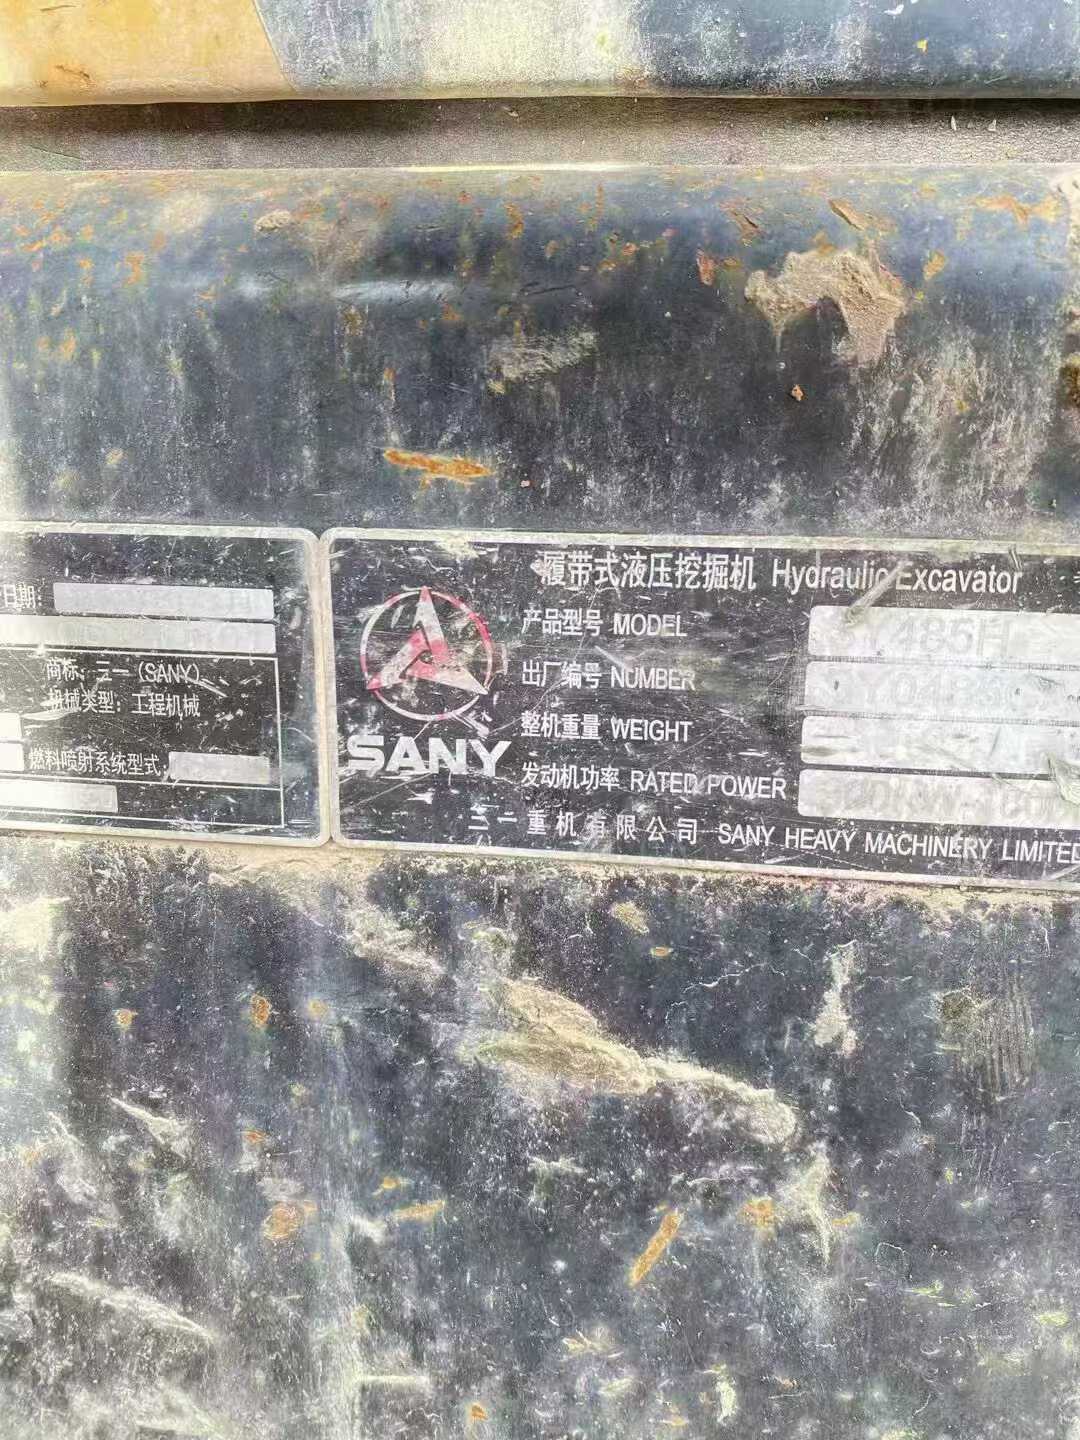 日期:
商标: 三一 (SANY)
机械类型: 工程机械
燃料喷射系统型式:
履带式液压挖掘机 Hydraulic Excavator
产品型号 MODEL 485H
出厂编号 NUMBER
整机重量 WEIGHT
发动机功率 RATED POWER
SANY
三一重机有限公司 SANY HEAVY MACHINERY LIMITED